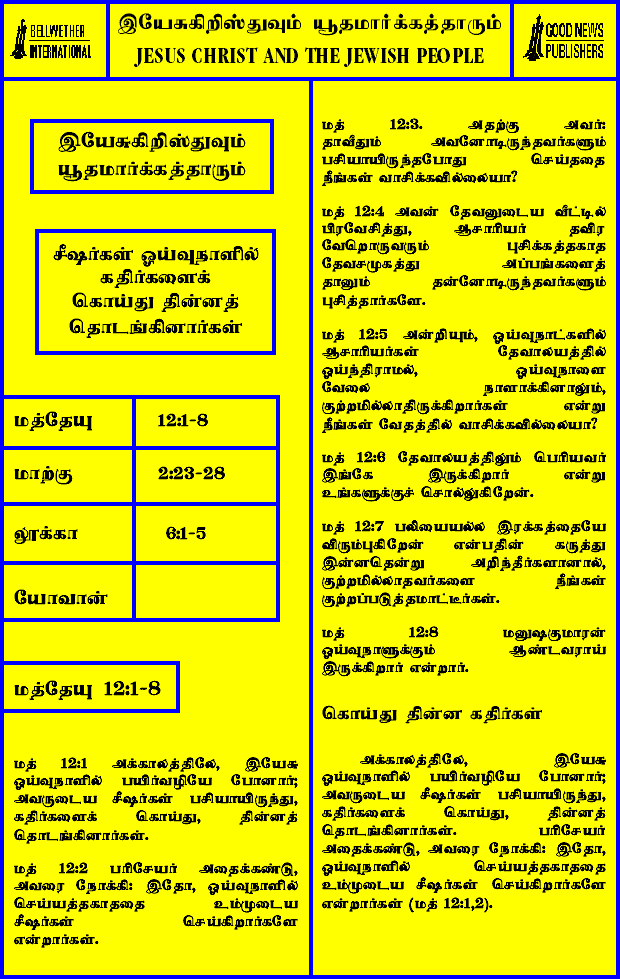 BELLWETHER
INTERNATIONAL
இயேசுகிறிஸ்துவும் யூதமார்க்கத்தாரும்
JESUS CHRIST AND THE JEWISH PEOPLE
GOOD NEWS
PUBLISHERS
இயேசுகிறிஸ்துவும்
யூதமார்க்கத்தாரும்
சீஷர்கள் ஓய்வுநாளில்
கதிர்களைக்
கொய்து தின்னத்
தொடங்கினார்கள்
மத்தேயு 12:1-8
மாற்கு 2:23-28
லூக்கா 6:1-5
யோவான்
மத்தேயு 12:1-8
மத் 12:1 அக்காலத்திலே, இயேசு
ஓய்வுநாளில் பயிர்வழியே போனார்;
அவருடைய சீஷர்கள் பசியாயிருந்து,
கதிர்களைக் கொய்து, தின்னத்
தொடங்கினார்கள்.
மத் 12:2 பரிசேயர் அதைக்கண்டு,
அவரை நோக்கி: இதோ, ஓய்வுநாளில்
செய்யத்தகாததை உம்முடைய
சீஷர்கள் செய்கிறார்களே
என்றார்கள்.
மத் 12:3. அதற்கு அவர்:
தாவீதும் அவனோடிருந்தவர்களும்
பசியாயிருந்தபோது செய்ததை
நீங்கள் வாசிக்கவில்லையா?
மத் 12:4 அவன் தேவனுடைய வீட்டில்
பிரவேசித்து, ஆசாரியர் தவிர
வேறொருவரும் புசிக்கத்தகாத
தேவசமுகத்து அப்பங்களைத்
தானும் தன்னோடிருந்தவர்களும்
புசித்தார்களே.
மத் 12:5 அன்றியும், ஓய்வுநாட்களில்
ஆசாரியர்கள் தேவாலயத்தில்
ஓய்ந்திராமல், ஓய்வுநாளை
வேலை நாளாக்கினாலும்,
குற்றமில்லாதிருக்கிறார்கள் என்று
நீங்கள் வேதத்தில் வாசிக்கவில்லையா?
மத் 12:6 தேவாலயத்திலும் பெரியவர்
இங்கே இருக்கிறார் என்று
உங்களுக்குச் சொல்லுகிறேன்.
மத் 12:7 பலியையல்ல இரக்கத்தையே
விரும்புகிறேன் என்பதின் கருத்து
இன்னதென்று அறிந்தீர்களானால்,
குற்றமில்லாதவர்களை நீங்கள்
குற்றப்படுத்தமாட்டீர்கள்.
மத் 12:8 மனுஷகுமாரன்
ஓய்வுநாளுக்கும் ஆண்டவராய்
இருக்கிறார் என்றார்.
கொய்து தின்ன கதிர்கள்
அக்காலத்திலே, இயேசு
ஓய்வுநாளில் பயிர்வழியே போனார்;
அவருடைய சீஷர்கள் பசியாயிருந்து,
கதிர்களைக் கொய்து, தின்னத்
தொடங்கினார்கள். பரிசேயர்
அதைக்கண்டு, அவரை நோக்கி: இதோ,
ஓய்வுநாளில் செய்யத்தகாததை
உம்முடைய சீஷர்கள் செய்கிறார்களே
என்றார்கள் (மத் 12:1,2).